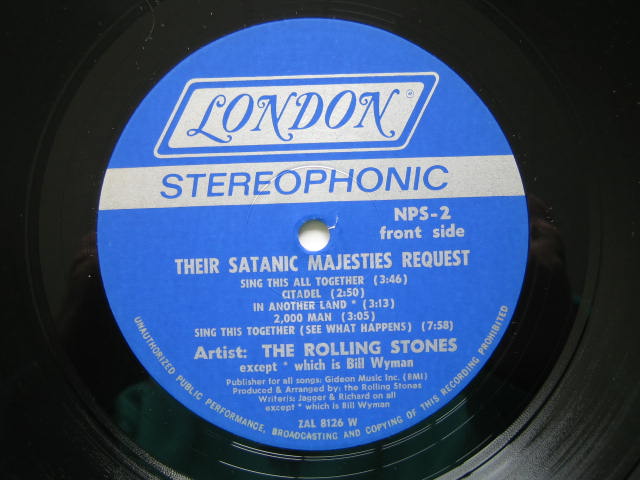 LONDON ®
STEREOPHONIC
NPS-2
front side
THEIR SATANIC MAJESTIES REQUEST
SING THIS ALL TOGETHER (3:46)
CITADEL (2:50)
IN ANOTHER LAND * (3:13)
2,000 MAN (3:05)
SING THIS TOGETHER (SEE WHAT HAPPENS) (7:58)
Artist: THE ROLLING STONES
except * which is Bill Wyman
Publisher for all songs: Gideon Music Inc. (BMI)
Produced & Arranged by: the Rolling Stones
Writer/s: Jagger & Richard on all
except * which is Bill Wyman
ZAL 8126 W
UNAUTHORIZED PUBLIC PERFORMANCE, BROADCASTING AND COPYING OF THIS RECORDING PROHIBITED